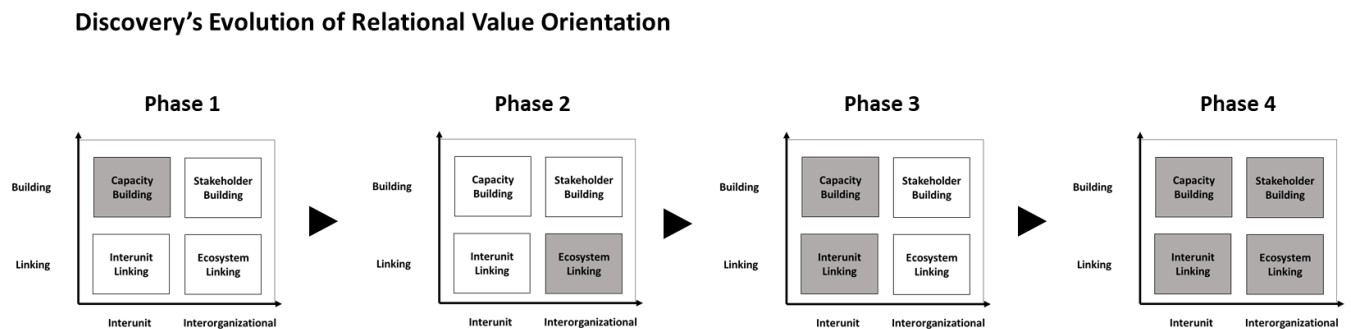 Discovery's Evolution of Relational Value Orientation
Phase 1
Building
Capacity
Building
Stakeholder
Building
Linking
Interunit
Linking
Ecosystem
Linking
Interunit
Interorganizational
Phase 2
Building
Capacity
Building
Stakeholder
Building
Linking
Interunit
Linking
Ecosystem
Linking
Interunit
Interorganizational
Phase 3
Building
Capacity
Building
Stakeholder
Building
Linking
Interunit
Linking
Ecosystem
Linking
Interunit
Interorganizational
Phase 4
Building
Capacity
Building
Stakeholder
Building
Linking
Interunit
Linking
Ecosystem
Linking
Interunit
Interorganizational